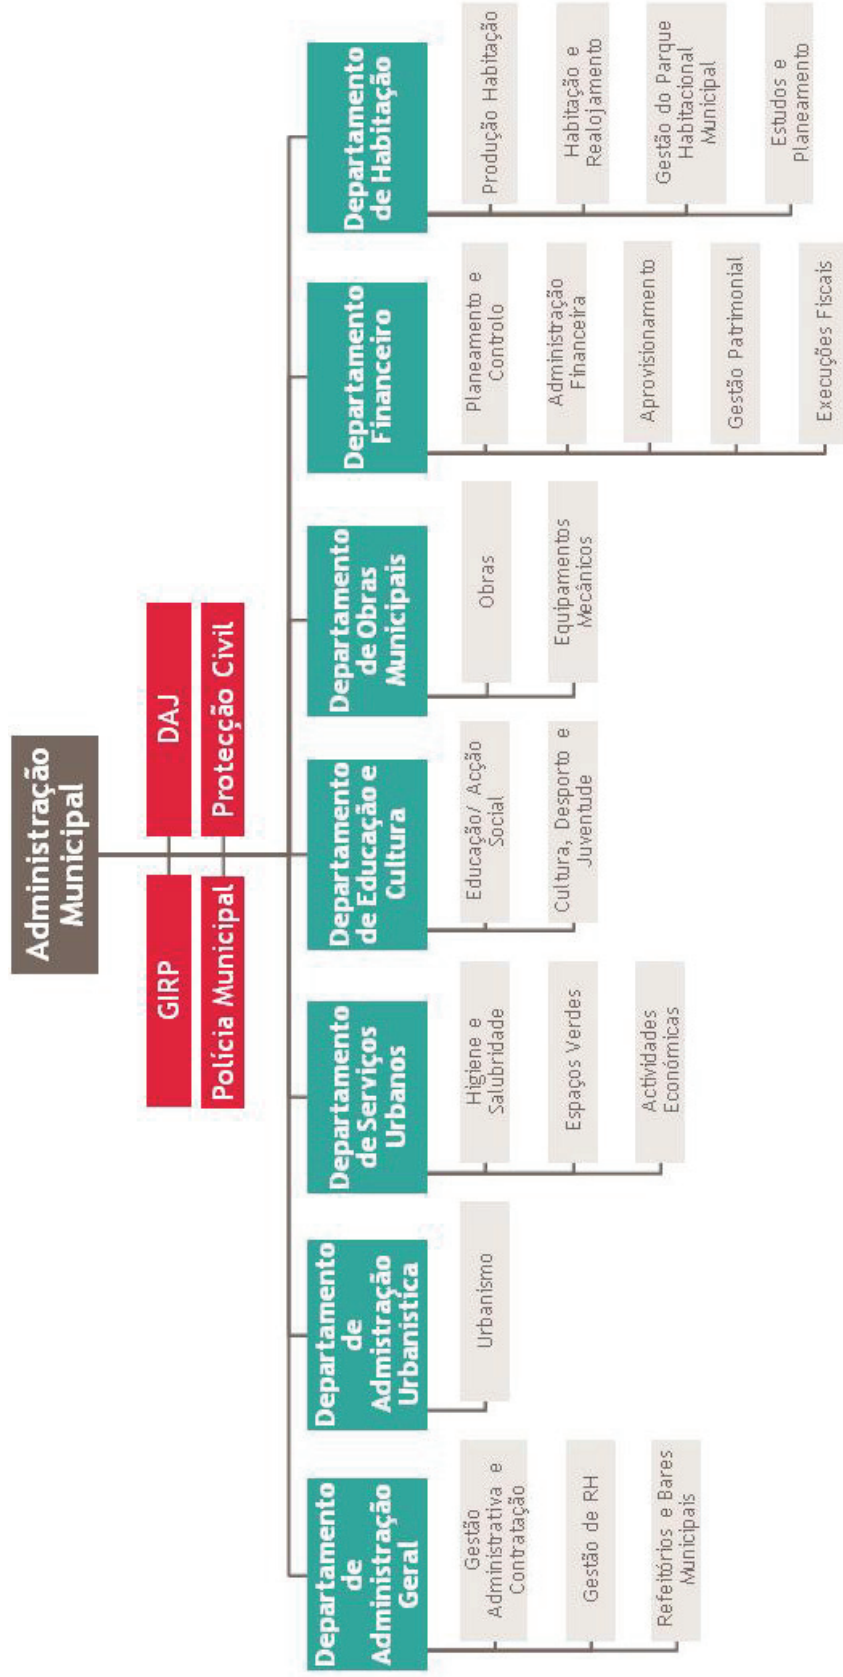 Administração
Municipal
GIRP
DAJ
Polícia Municipal
Protecção Civil
Departamento
de
Administração
Geral
Gestão
Administrativa e
Contratação
Gestão de RH
Refeitórios e Bares
Municipais
Departamento
de
Admistração
Urbanística
Urbanismo
Departamento
de Serviços
Urbanos
Higiene e
Salubridade
Espaços Verdes
Actividades
Económicas
Departamento
de Educação e
Cultura
Educação/ Acção
Social
Cultura, Desporto e
Juventude
Departamento
de Obras
Municipais
Obras
Equipamentos
Mecânicos
Departamento
Financeiro
Planeamento e
Controlo
Administração
Financeira
Aprovisionamento
Gestão Patrimonial
Execuções Fiscais
Departamento
de Habitação
Produção Habitação
Habitação e
Realojamento
Gestão do Parque
Habitacional
Municipal
Estudos e
Planeamento